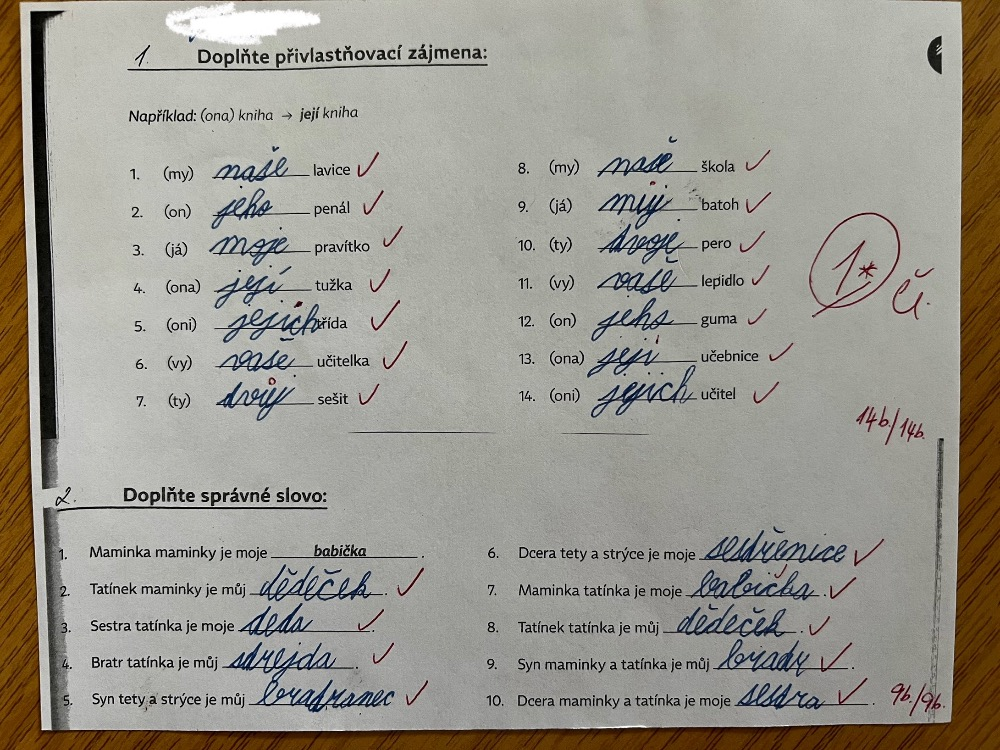 1. Doplňte přivlastňovací zájmena:
Například: (ona) kniha → její kniha
1. (my) naše lavice ✓
2. (on) jeho penál ✓
3. (já) moje pravítko ✓
4. (ona) její tužka ✓
5. (oni) jejich třída ✓
6. (vy) vaše učitelka ✓
7. (ty) tvůj sešit ✓
8. (my) naše škola ✓
9. (já) můj batoh ✓
10. (ty) tvoje pero ✓
11. (vy) vaše lepidlo ✓
12. (on) jeho guma ✓
13. (ona) její učebnice ✓
14. (oni) jejich učitel ✓
1*
14b./14b.
2. Doplňte správné slovo:
1. Maminka maminky je moje babička.
2. Tatínek maminky je můj dědeček. ✓
3. Sestra tatínka je moje teta. ✓
4. Bratr tatínka je můj strejda. ✓
5. Syn tety a strýce je můj bratranec ✓
6. Dcera tety a strýce je moje sestřenice ✓
7. Maminka tatínka je moje babička. ✓
8. Tatínek tatínka je můj dědeček. ✓
9. Syn maminky a tatínka je můj bratr. ✓
10. Dcera maminky a tatínka je moje sestra. ✓
9b./9b.